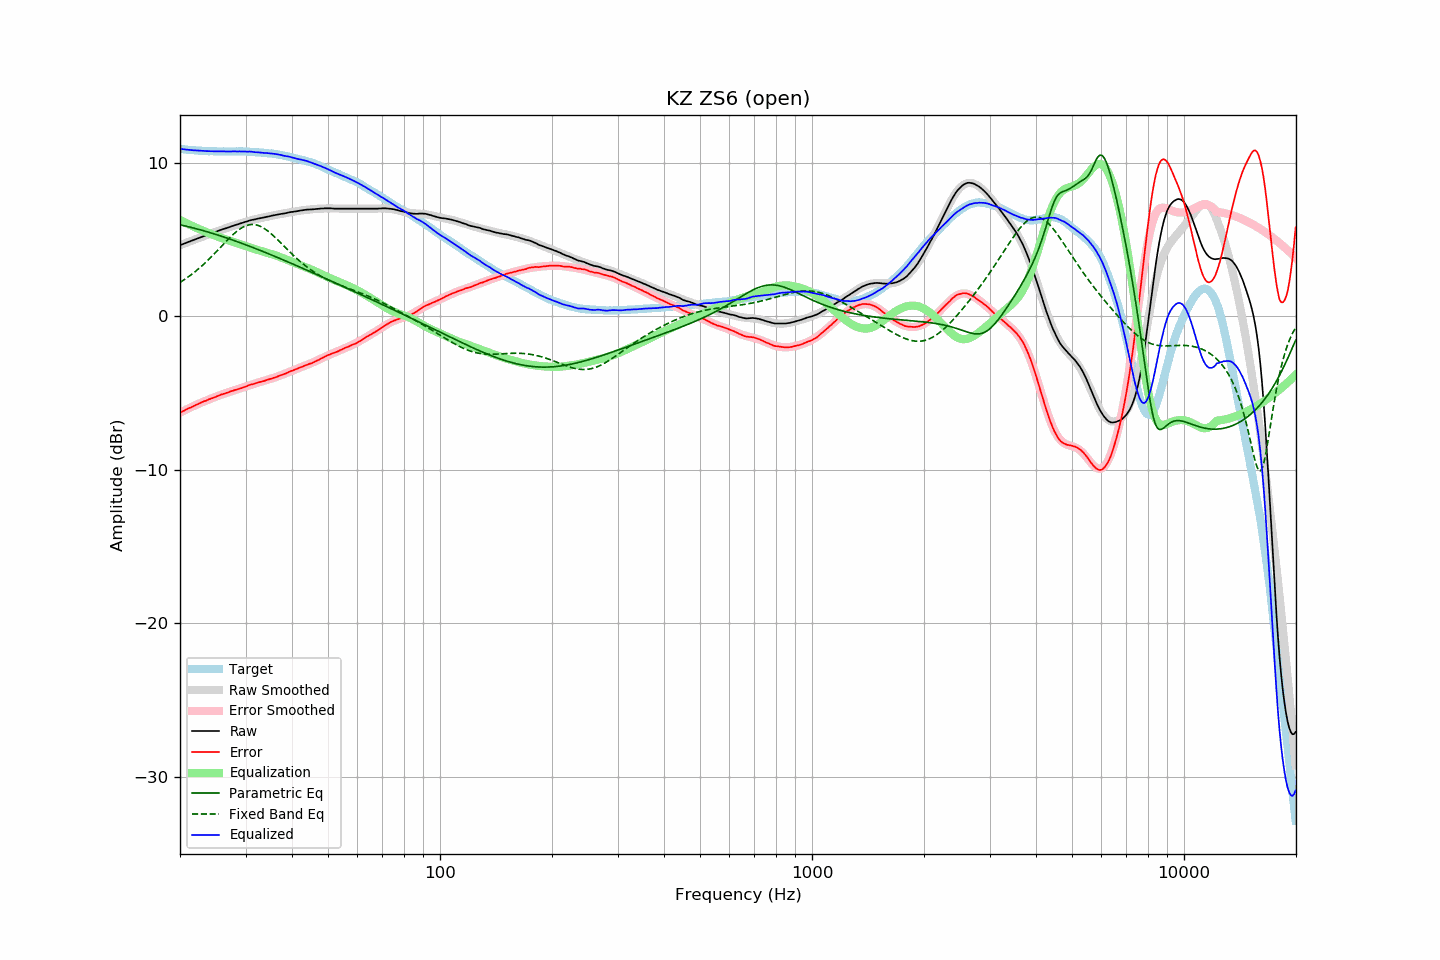 KZ ZS6 (open)
10
0
−10
−20
−30
Amplitude (dBr)
Target
Raw Smoothed
Error Smoothed
Raw
Error
Equalization
Parametric Eq
Fixed Band Eq
Equalized
100
1000
10000
Frequency (Hz)